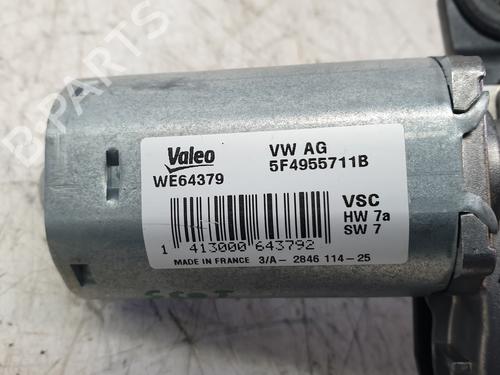 B-PARTS
Valeo
VW AG
WE64379
5F4955711B
VSC
HW 7a
SW 7
1 413000 643792
MADE IN FRANCE 3/A- 2846 114-25